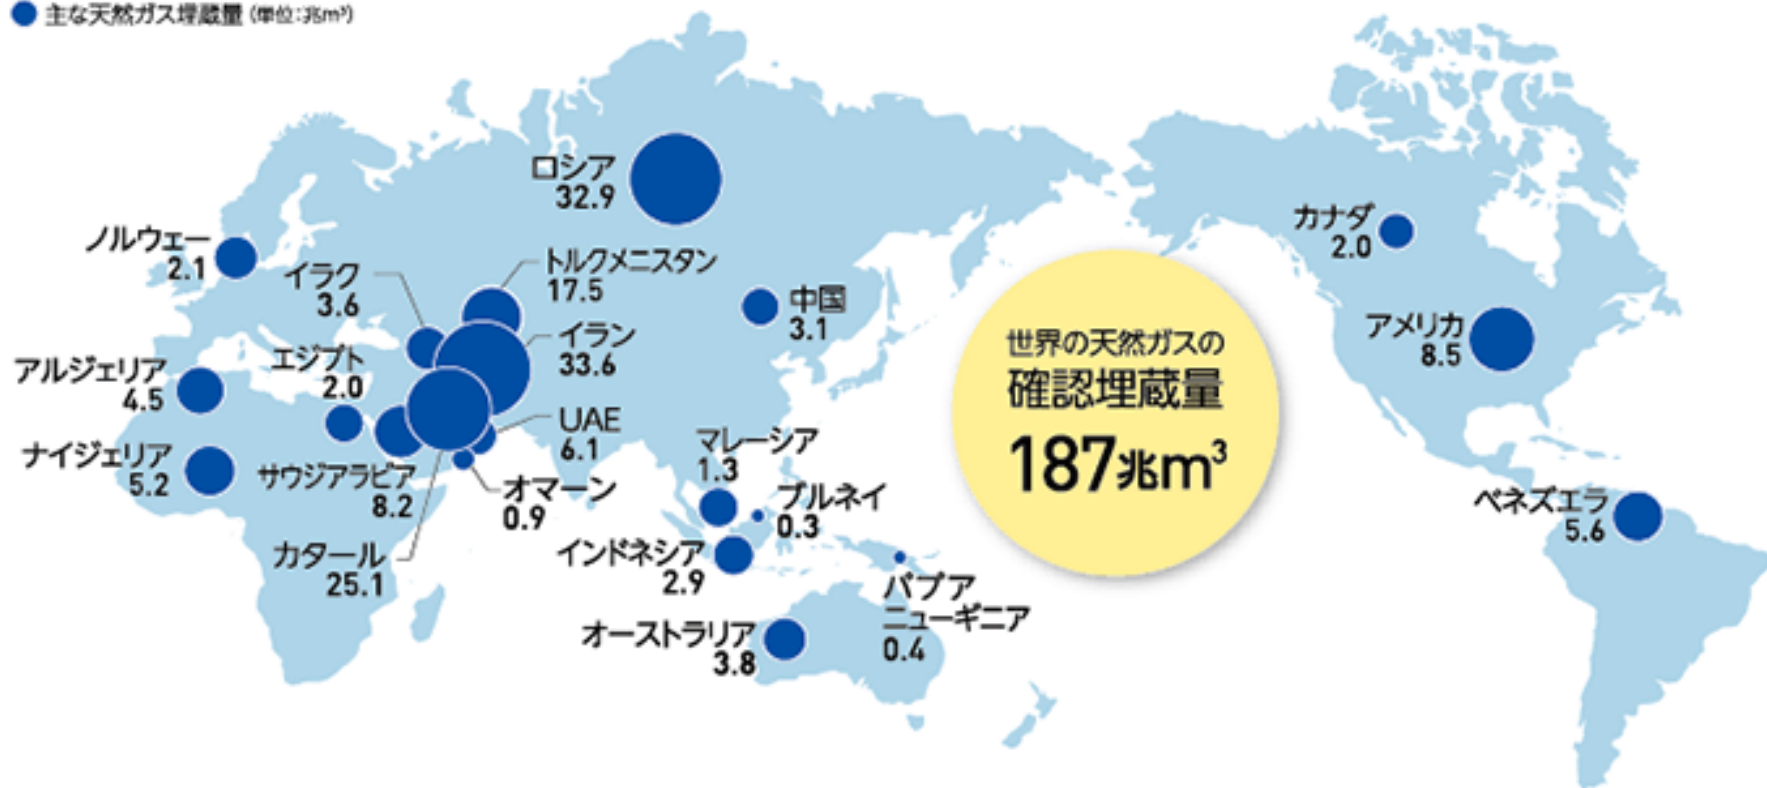 主な天然ガス埋蔵量 (単位:兆m³)
ロシア
32.9
ノルウェー
2.1
イラク
3.6
トルクメニスタン
17.5
中国
3.1
イラン
33.6
エジプト
2.0
アルジェリア
4.5
UAE
6.1
ナイジェリア
5.2
サウジアラビア
8.2
オマーン
0.9
カタール
25.1
マレーシア
1.3
ブルネイ
0.3
インドネシア
2.9
パプア
ニューギニア
0.4
オーストラリア
3.8
世界の天然ガスの
確認埋蔵量
187兆m³
カナダ
2.0
アメリカ
8.5
ベネズエラ
5.6